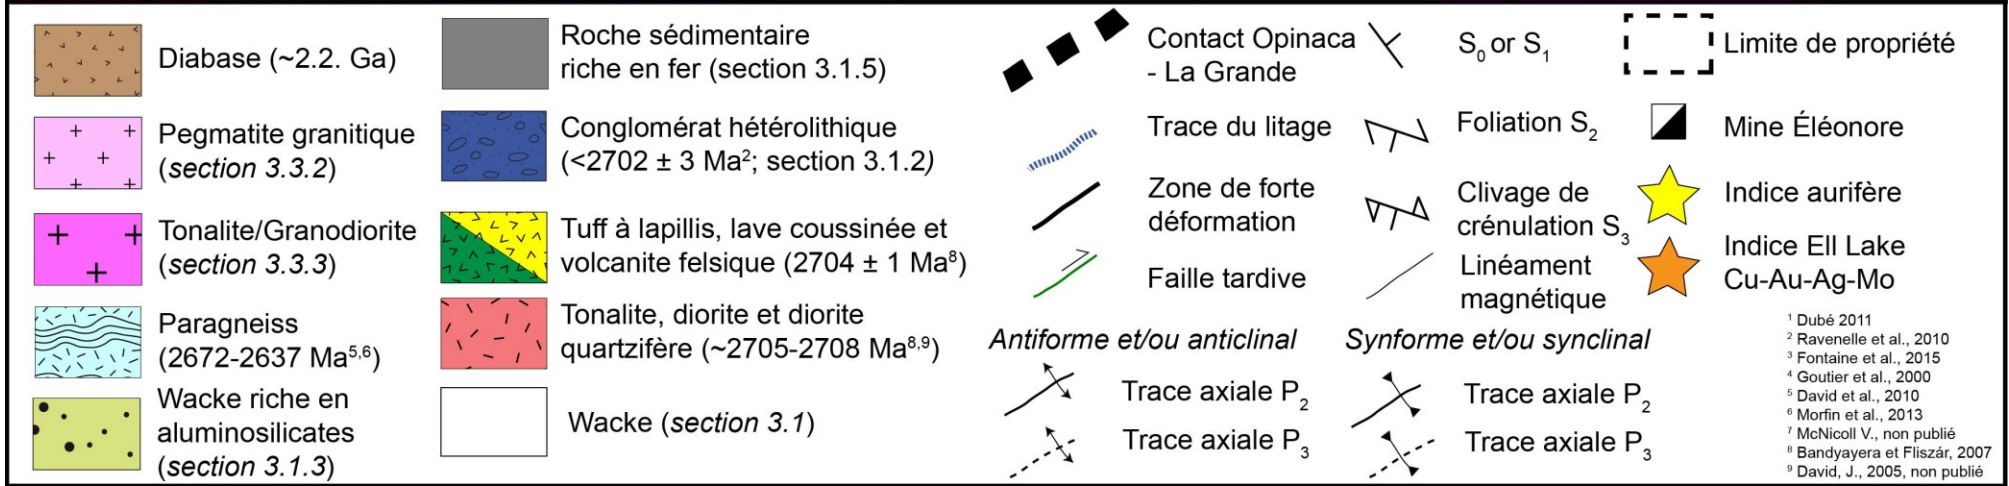 Diabase (~2.2. Ga)
Pegmatite granitique
(section 3.3.2)
Tonalite/Granodiorite
(section 3.3.3)
Paragneiss
(2672-2637 Ma5,6)
Wacke riche en
aluminosilicates
(section 3.1.3)
Roche sédimentaire
riche en fer (section 3.1.5)
Conglomérat hétérolithique
(<2702 ± 3 Ma2; section 3.1.2)
Tuff à lapillis, lave coussinée et
volcanite felsique (2704 ± 1 Ma8)
Tonalite, diorite et diorite
quartzifère (~2705-2708 Ma8,9)
Wacke (section 3.1)
Contact Opinaca
- La Grande
Trace du litage
Zone de forte
déformation
Faille tardive
Antiforme et/ou anticlinal
Trace axiale P2
Trace axiale P3
S0 or S1
Foliation S2
Clivage de
crénulation S3
Linéament
magnétique
Synforme et/ou synclinal
Trace axiale P2
Trace axiale P3
Limite de propriété
Mine Éléonore
Indice aurifère
Indice Ell Lake
Cu-Au-Ag-Mo
1 Dubé 2011
2 Ravenelle et al., 2010
3 Fontaine et al., 2015
4 Goutier et al., 2000
5 David et al., 2010
6 Morfin et al., 2013
7 McNicoll V., non publié
8 Bandyayera et Fliszár, 2007
9 David, J., 2005, non publié